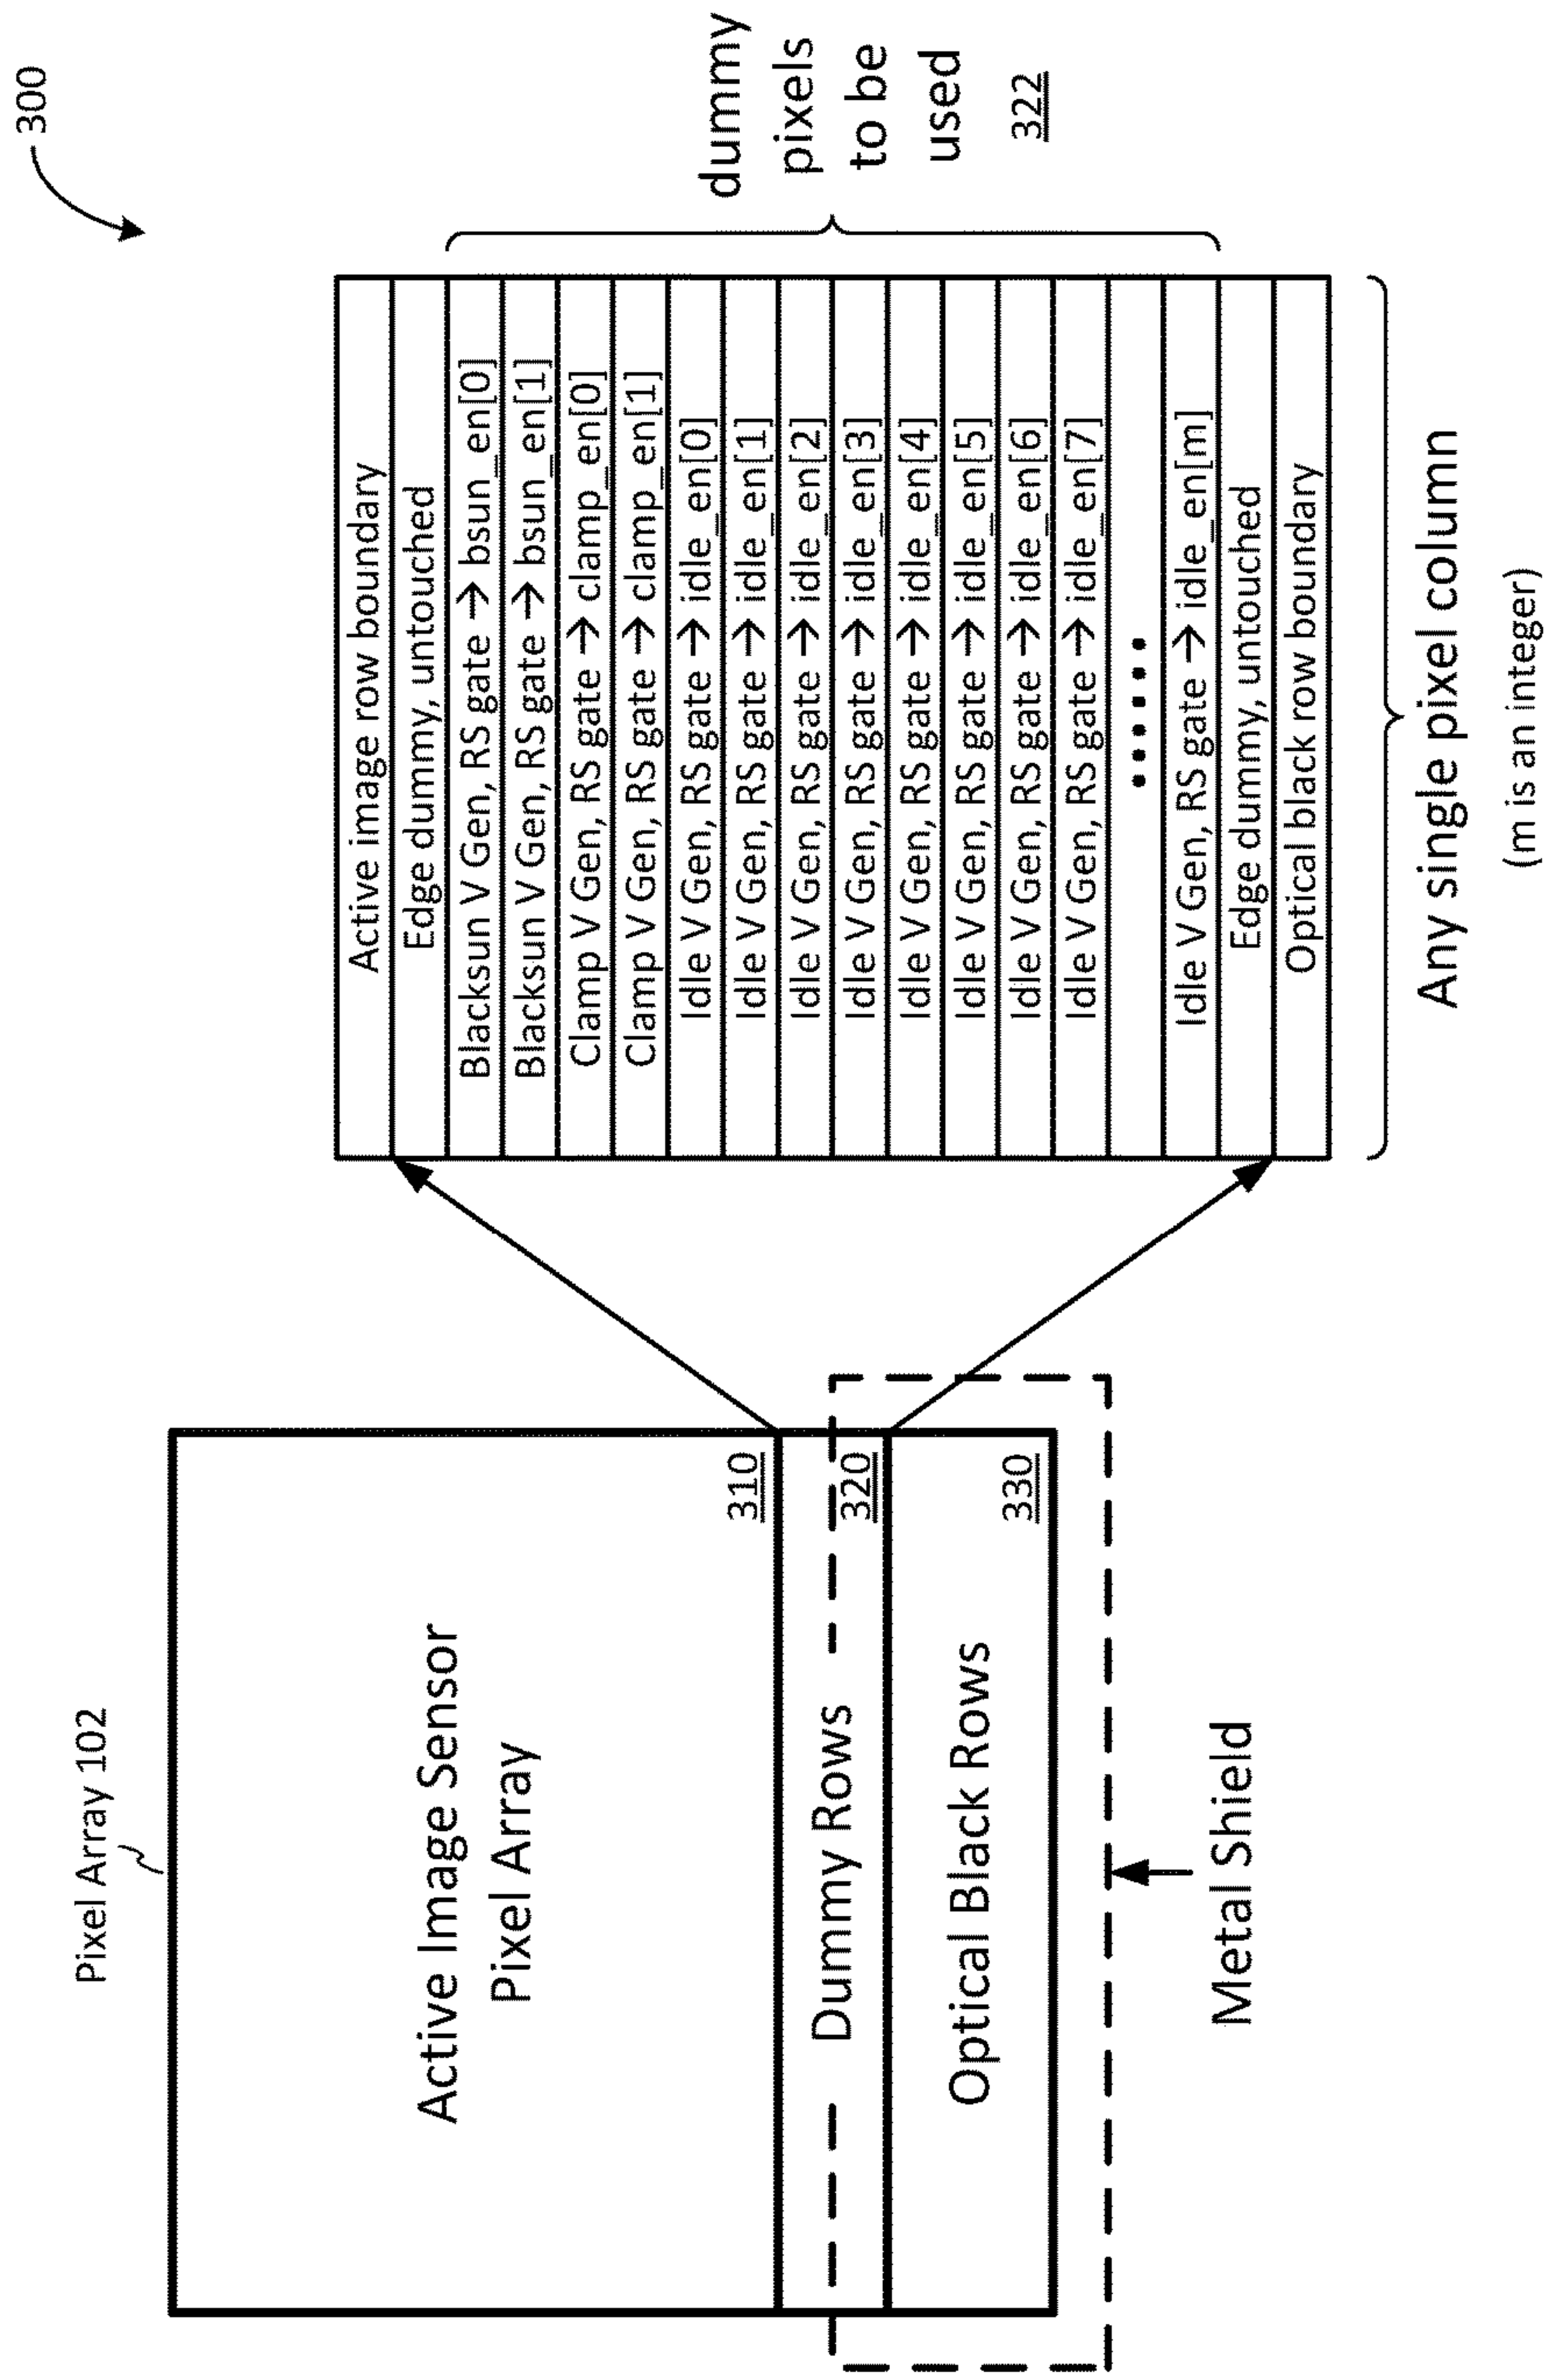 300
Pixel Array 102
Active Image Sensor
Pixel Array
310
Dummy Rows
320
Optical Black Rows
330
Metal Shield
Active image row boundary
Edge dummy, untouched
Blacksun V Gen, RS gate → bsun_en[0]
Blacksun V Gen, RS gate → bsun_en[1]
Clamp V Gen, RS gate → clamp_en[0]
Clamp V Gen, RS gate → clamp_en[1]
Idle V Gen, RS gate → idle_en[0]
Idle V Gen, RS gate → idle_en[1]
Idle V Gen, RS gate → idle_en[2]
Idle V Gen, RS gate → idle_en[3]
Idle V Gen, RS gate → idle_en[4]
Idle V Gen, RS gate → idle_en[5]
Idle V Gen, RS gate → idle_en[6]
Idle V Gen, RS gate → idle_en[7]
......
Idle V Gen, RS gate → idle_en[m]
Edge dummy, untouched
Optical black row boundary
dummy
pixels
to be
used
322
Any single pixel column
(m is an integer)